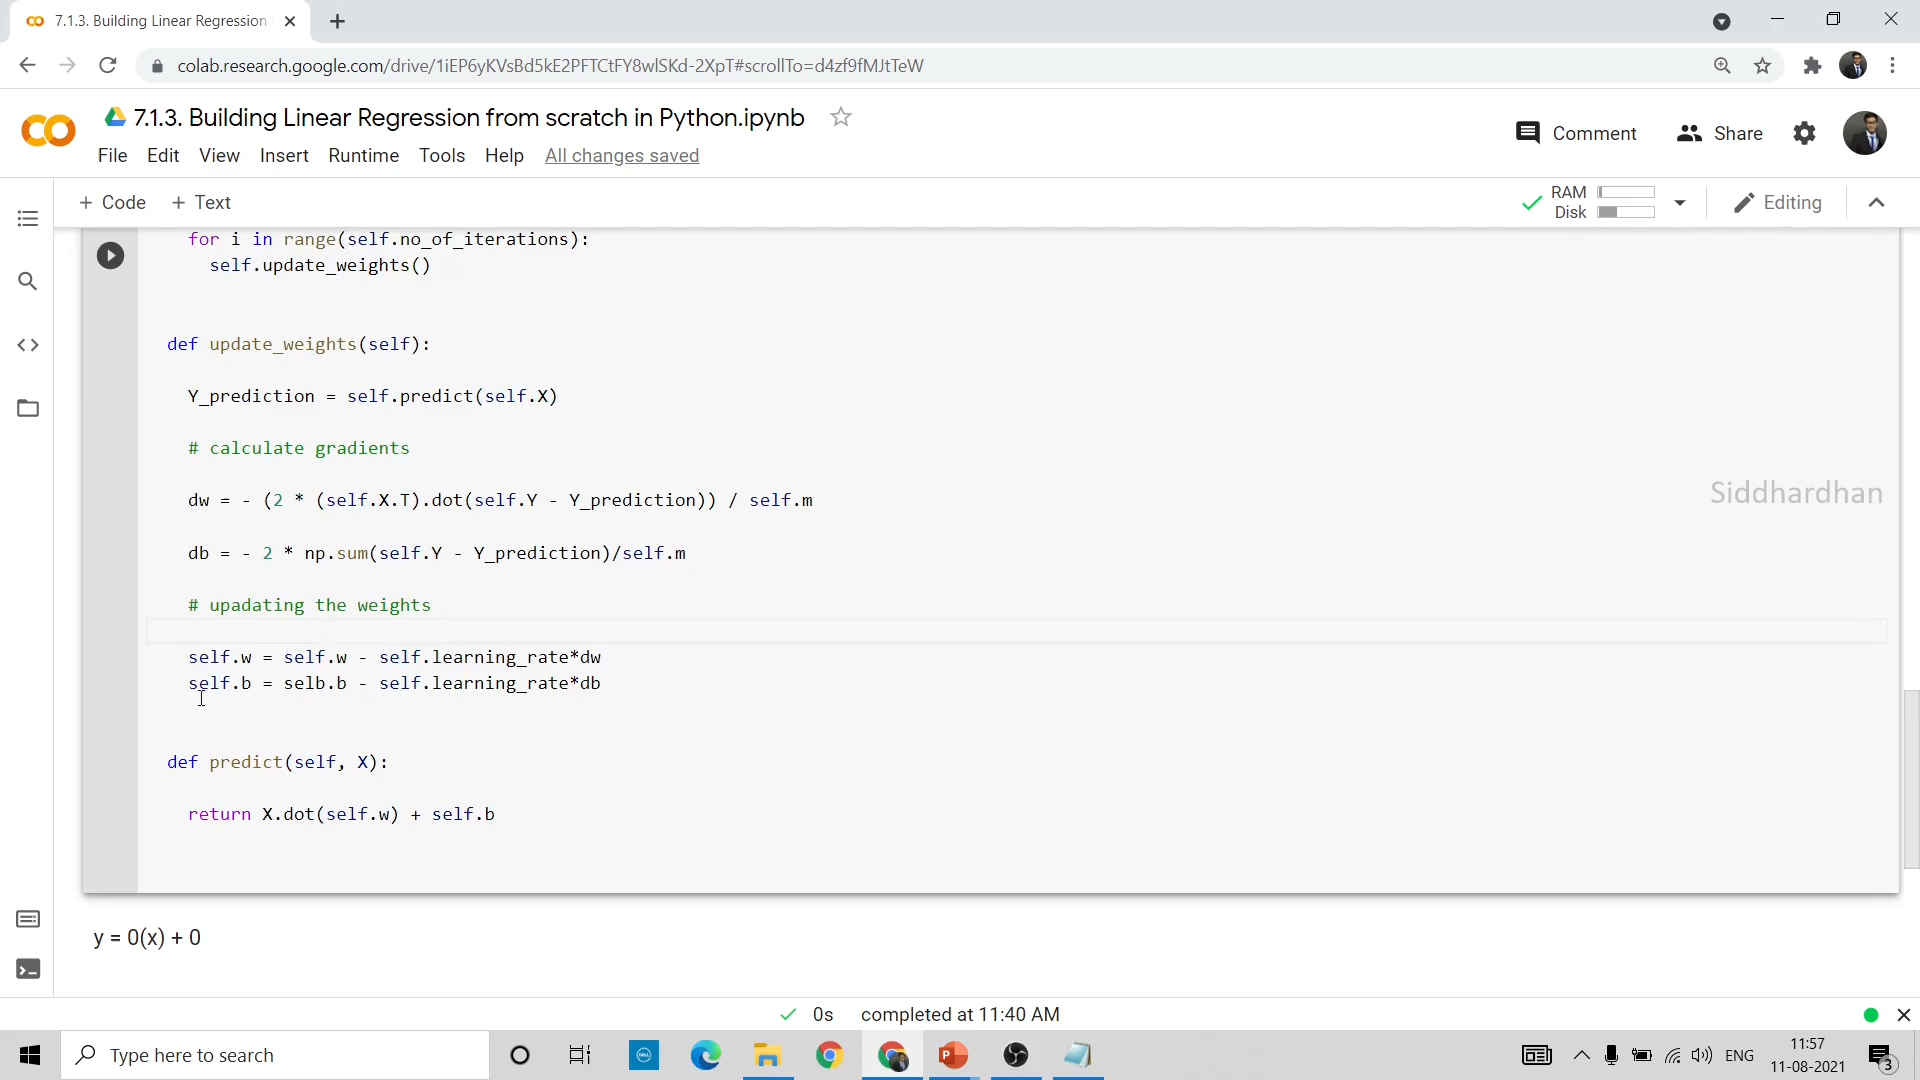 7.1.3. Building Linear Regression
colab.research.google.com/drive/1iEP6yKVsBd5kE2PFTCtFY8wlSKd-2XpT#scrollTo=d4zf9fMJtTeW
7.1.3. Building Linear Regression from scratch in Python.ipynb
Comment
Share
File Edit View Insert Runtime Tools Help All changes saved
+ Code + Text
RAM
Disk
Editing
for i in range(self.no_of_iterations):
self.update_weights()
def update_weights(self):
Y_prediction = self.predict(self.X)
# calculate gradients
dw = - (2 * (self.X.T).dot(self.Y - Y_prediction)) / self.m
Siddhardhan
db = - 2 * np.sum(self.Y - Y_prediction)/self.m
# upadating the weights
self.w = self.w - self.learning_rate*dw
self.b = selb.b - self.learning_rate*db
def predict(self, X):
return X.dot(self.w) + self.b
y = 0(x) + 0
0s completed at 11:40 AM
Type here to search
DELL
P
ENG
11:57
11-08-2021
3